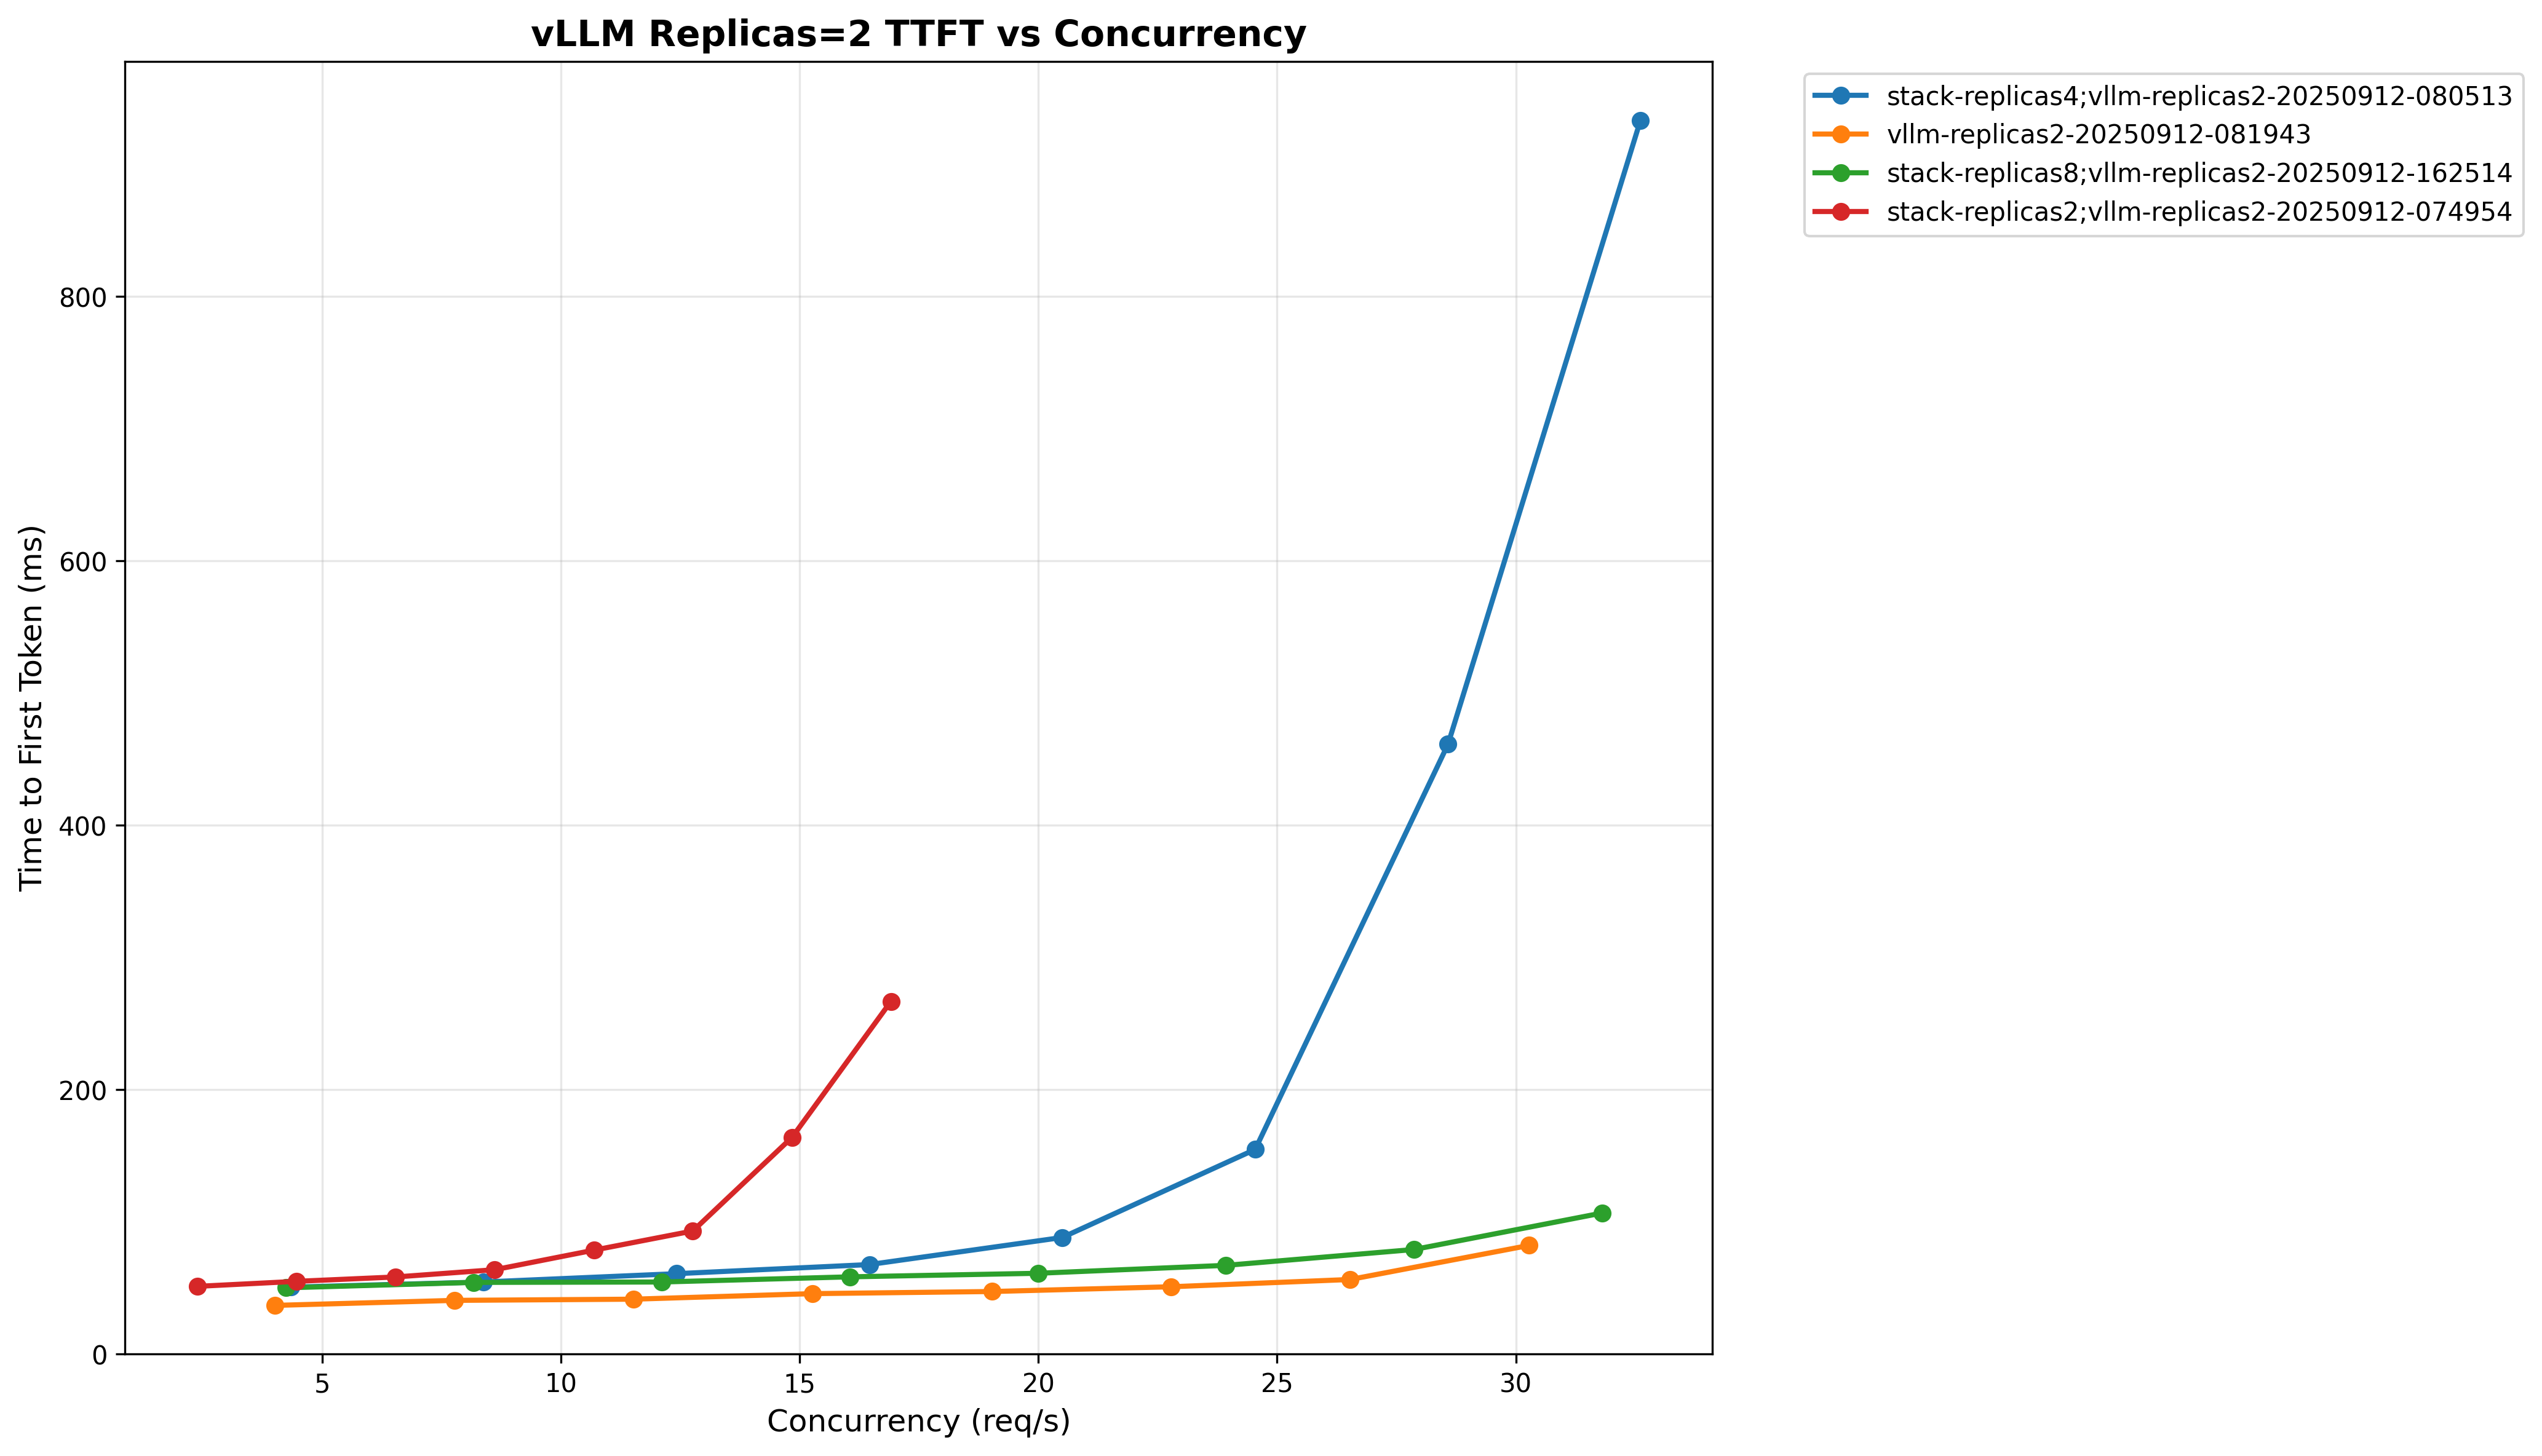 vLLM Replicas=2 TTFT vs Concurrency
stack-replicas4;vllm-replicas2-20250912-080513
vllm-replicas2-20250912-081943
stack-replicas8;vllm-replicas2-20250912-162514
stack-replicas2;vllm-replicas2-20250912-074954
Time to First Token (ms)
800
600
400
200
0
5 10 15 20 25 30
Concurrency (req/s)